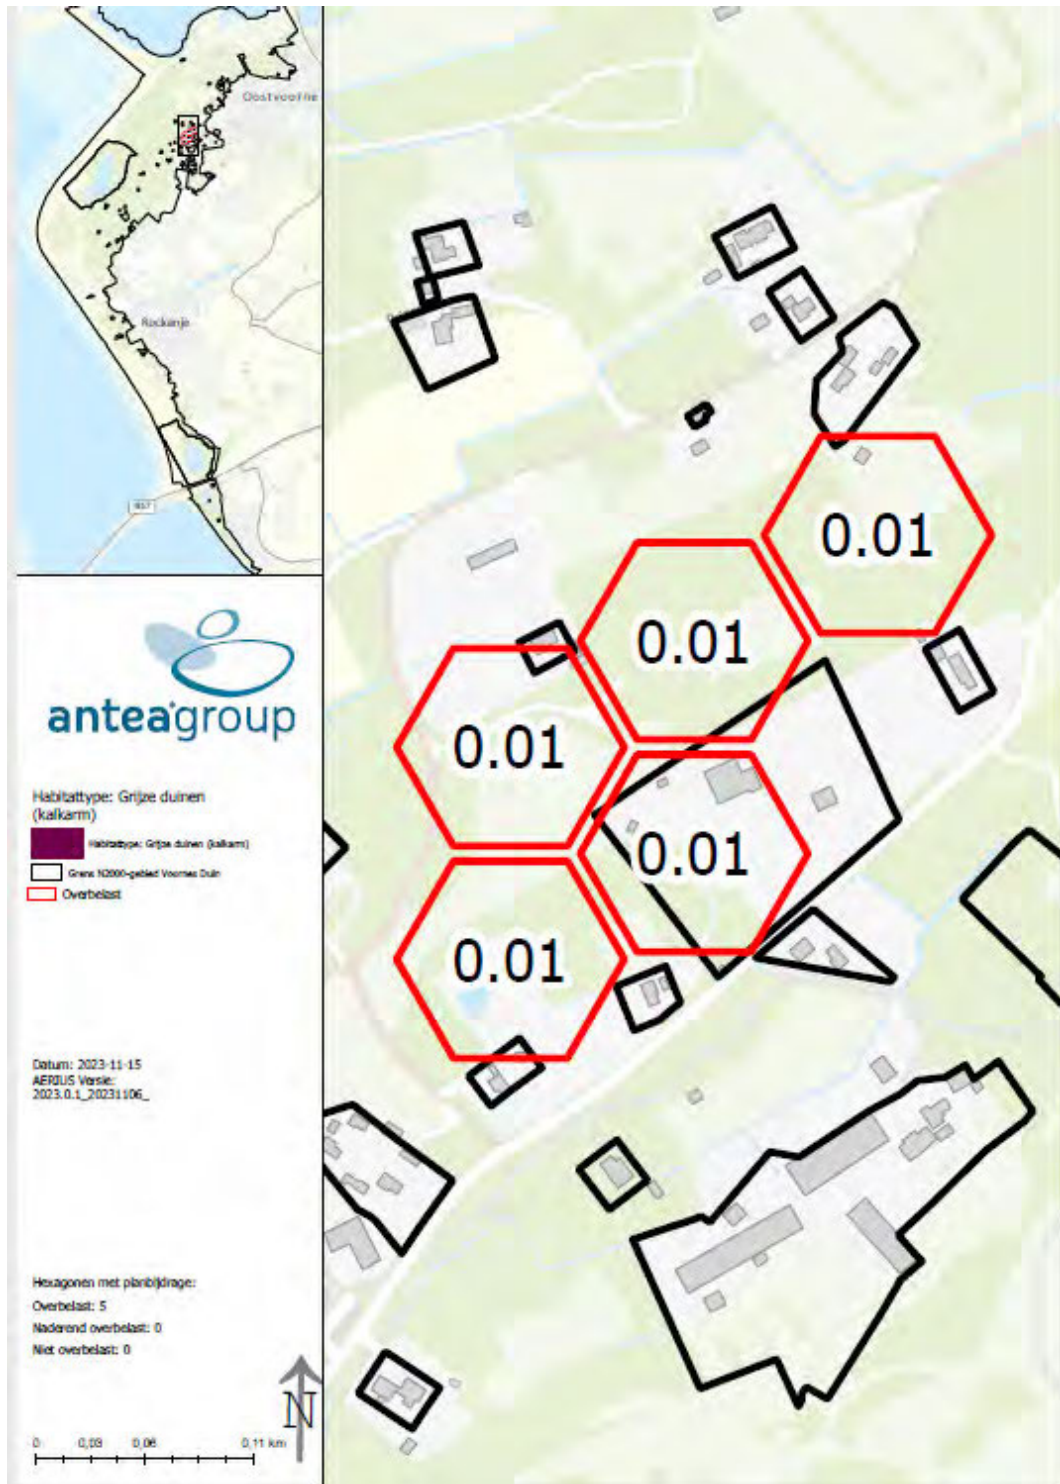 Oostvoorne
Rockanje
N57
anteagroup
Habitattype: Grijze duinen
(kalkarm)
Habitattype: Grijze duinen (kalkarm)
Grens N2000-gebied Voornes Duin
Overbelast
Datum: 2023-11-15
AERIUS Versie:
2023.0.1_20231106_
Hexagonen met planbijdrage:
Overbelast: 5
Naderend overbelast: 0
Niet overbelast: 0
N
0 0,03 0,06 0,11 km
0.01
0.01
0.01
0.01
0.01